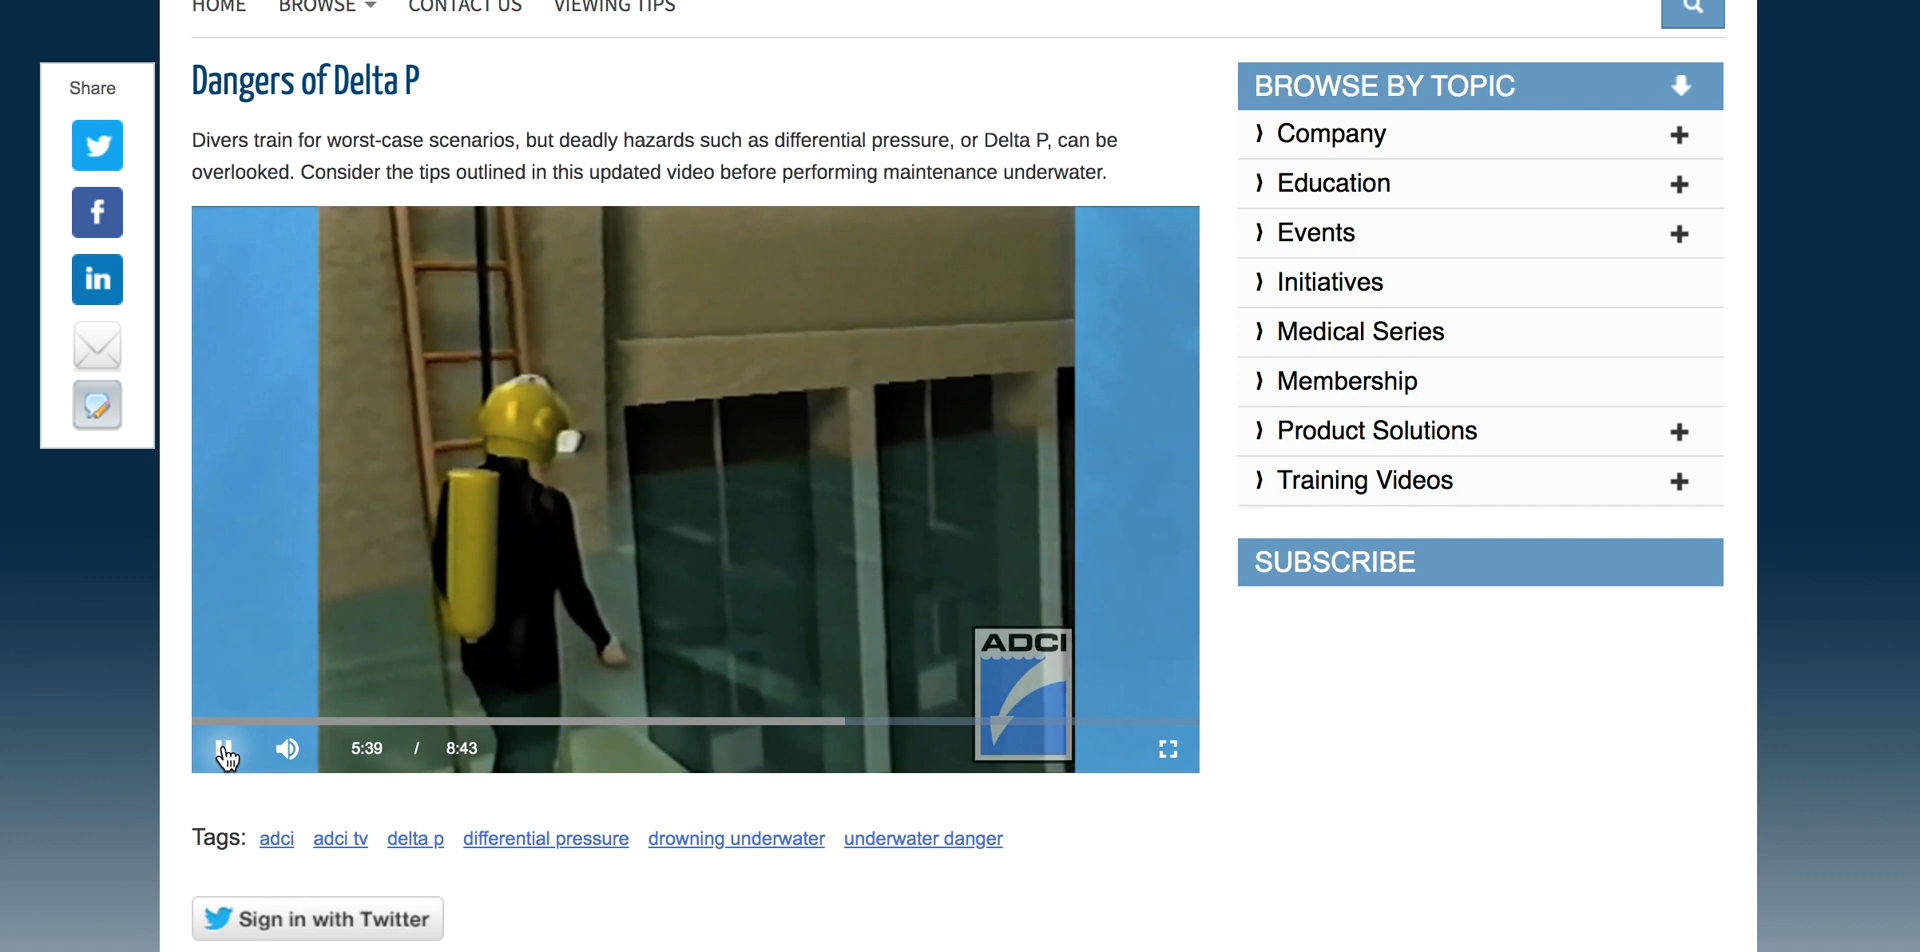 HOME BROWSE CONTACT US VIEWING TIPS
Share
Dangers of Delta P
Divers train for worst-case scenarios, but deadly hazards such as differential pressure, or Delta P, can be
overlooked. Consider the tips outlined in this updated video before performing maintenance underwater.
ADCI
5:39 / 8:43
Tags: adci adci tv delta p differential pressure drowning underwater underwater danger
Sign in with Twitter
BROWSE BY TOPIC
Company
Education
Events
Initiatives
Medical Series
Membership
Product Solutions
Training Videos
SUBSCRIBE